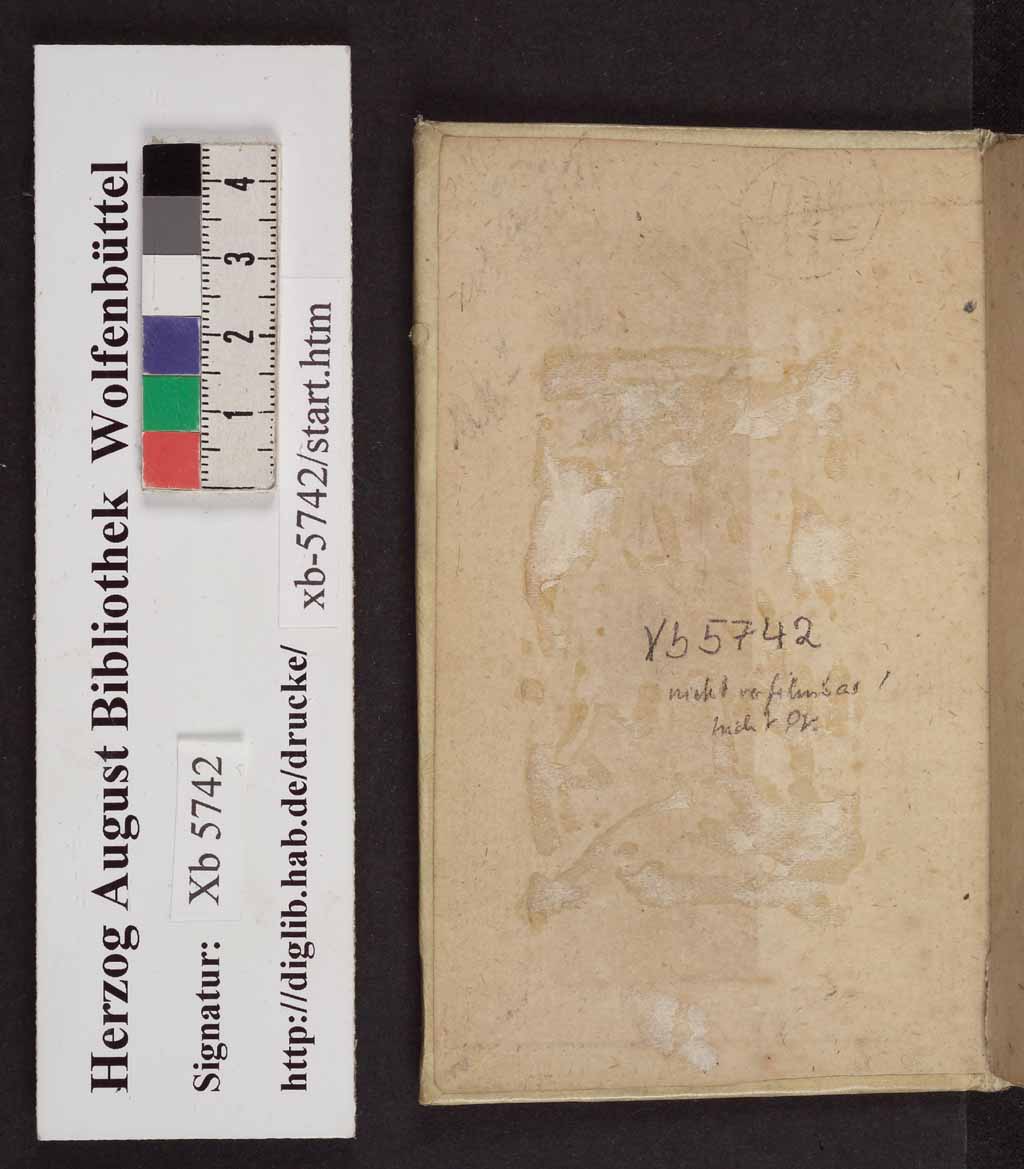 Herzog August Bibliothek Wolfenbüttel
Signatur: Xb 5742
http://diglib.hab.de/drucke/ xb-5742/start.htm
4
3
2
1
Xb 5742
nicht verfilmbar!
nicht